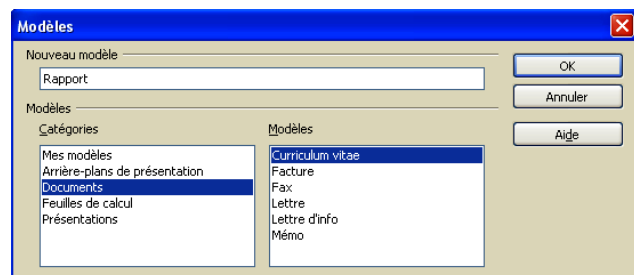 Modèles
Nouveau modèle
Rapport
OK
Annuler
Aide
Modèles
Catégories
Mes modèles
Arrière-plans de présentation
Documents
Feuilles de calcul
Présentations
Modèles
Curriculum vitae
Facture
Fax
Lettre
Lettre d'info
Mémo